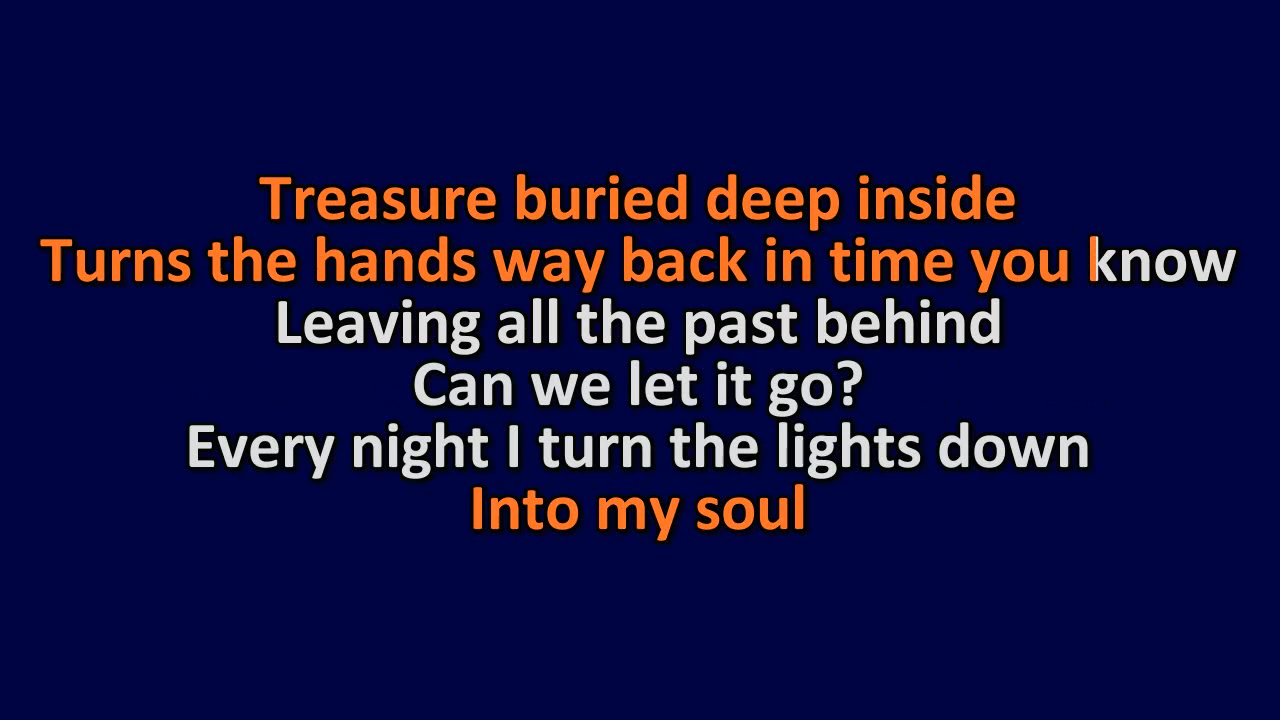 Treasure buried deep inside
Turns the hands way back in time you know
Leaving all the past behind
Can we let it go?
Every night I turn the lights down
Into my soul